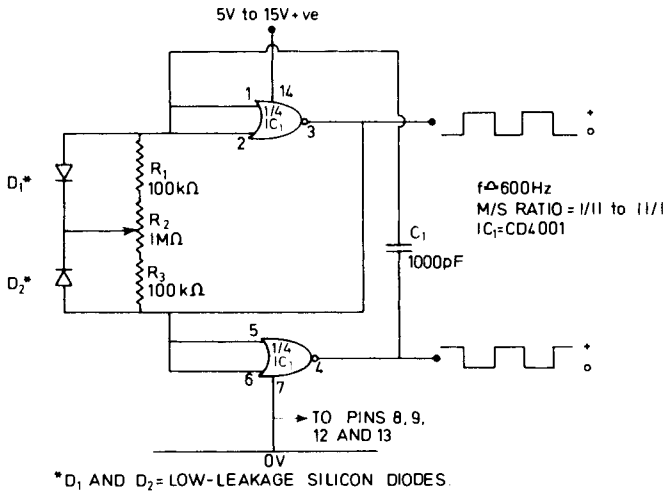 5V to 15V +ve
1
14
1/4
IC₁
2
3
+
o
D₁*
R₁
100kΩ
R₂
1MΩ
R₃
100kΩ
D₂*
C₁
1000pF
f≏600Hz
M/S RATIO = 1/11 to 11/1
IC₁=CD4001
5
1/4
IC₁
6
7
4
+
o
TO PINS 8, 9,
12 AND 13
0V
*D₁ AND D₂= LOW-LEAKAGE SILICON DIODES.